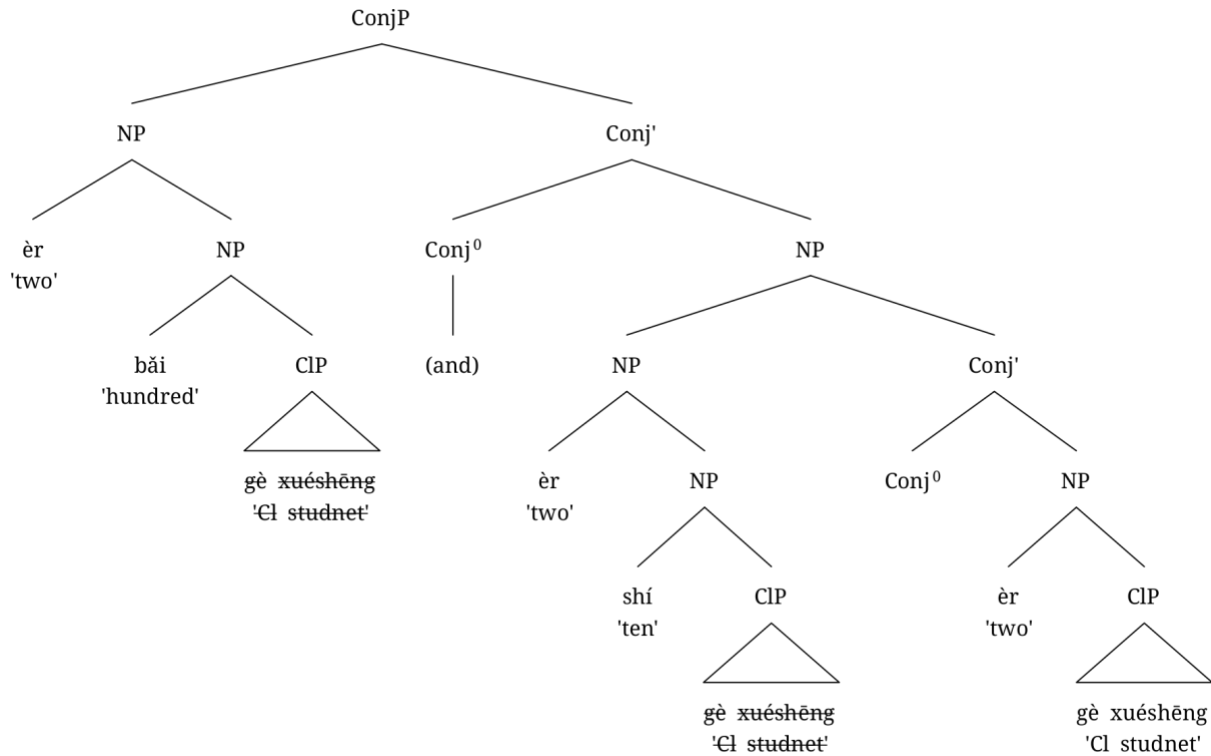 ConjP
NP Conj'
èr NP Conj⁰ NP
'two'
bǎi ClP (and) NP Conj'
'hundred'
gè xuéshēng èr NP Conj⁰ NP
'Cl studnet' 'two'
shí ClP èr ClP
'ten' 'two'
gè xuéshēng gè xuéshēng
'Cl studnet' 'Cl studnet'